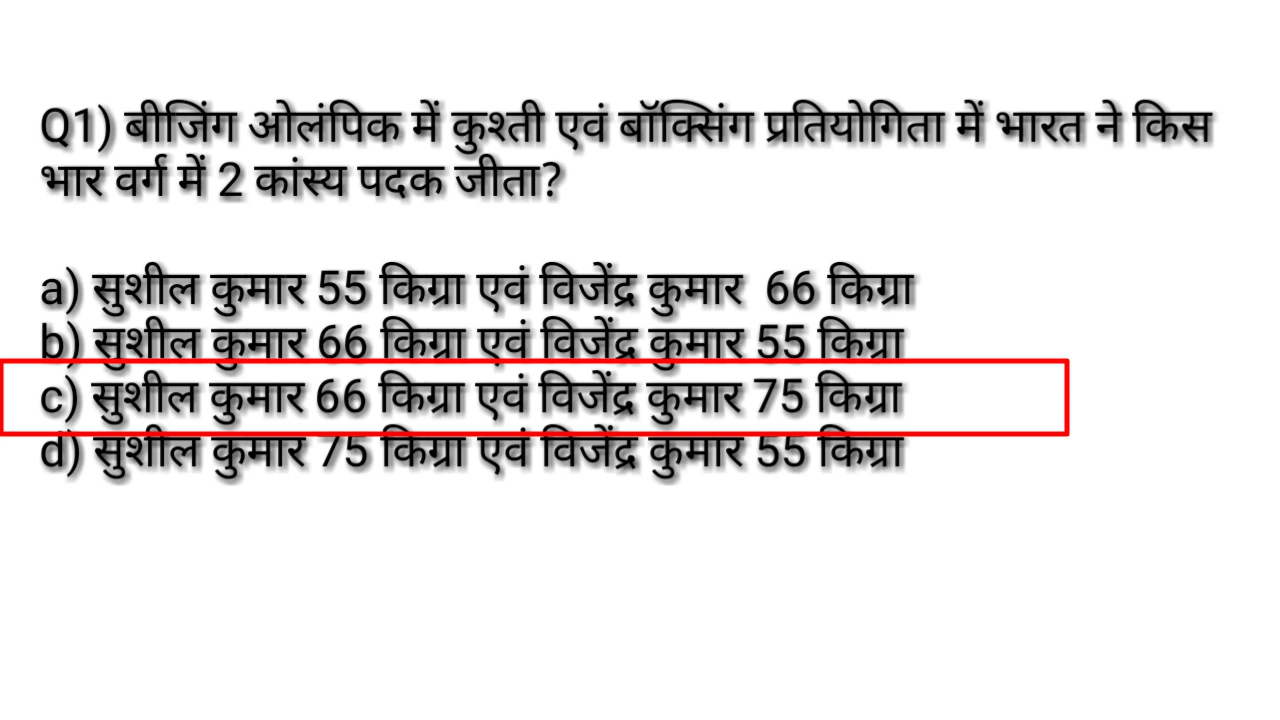 Q1) बीजिंग ओलंपिक में कुश्ती एवं बॉक्सिंग प्रतियोगिता में भारत ने किस
भार वर्ग में 2 कांस्य पदक जीता?
a) सुशील कुमार 55 किग्रा एवं विजेंद्र कुमार 66 किग्रा
b) सुशील कुमार 66 किग्रा एवं विजेंद्र कुमार 55 किग्रा
c) सुशील कुमार 66 किग्रा एवं विजेंद्र कुमार 75 किग्रा
d) सुशील कुमार 75 किग्रा एवं विजेंद्र कुमार 55 किग्रा